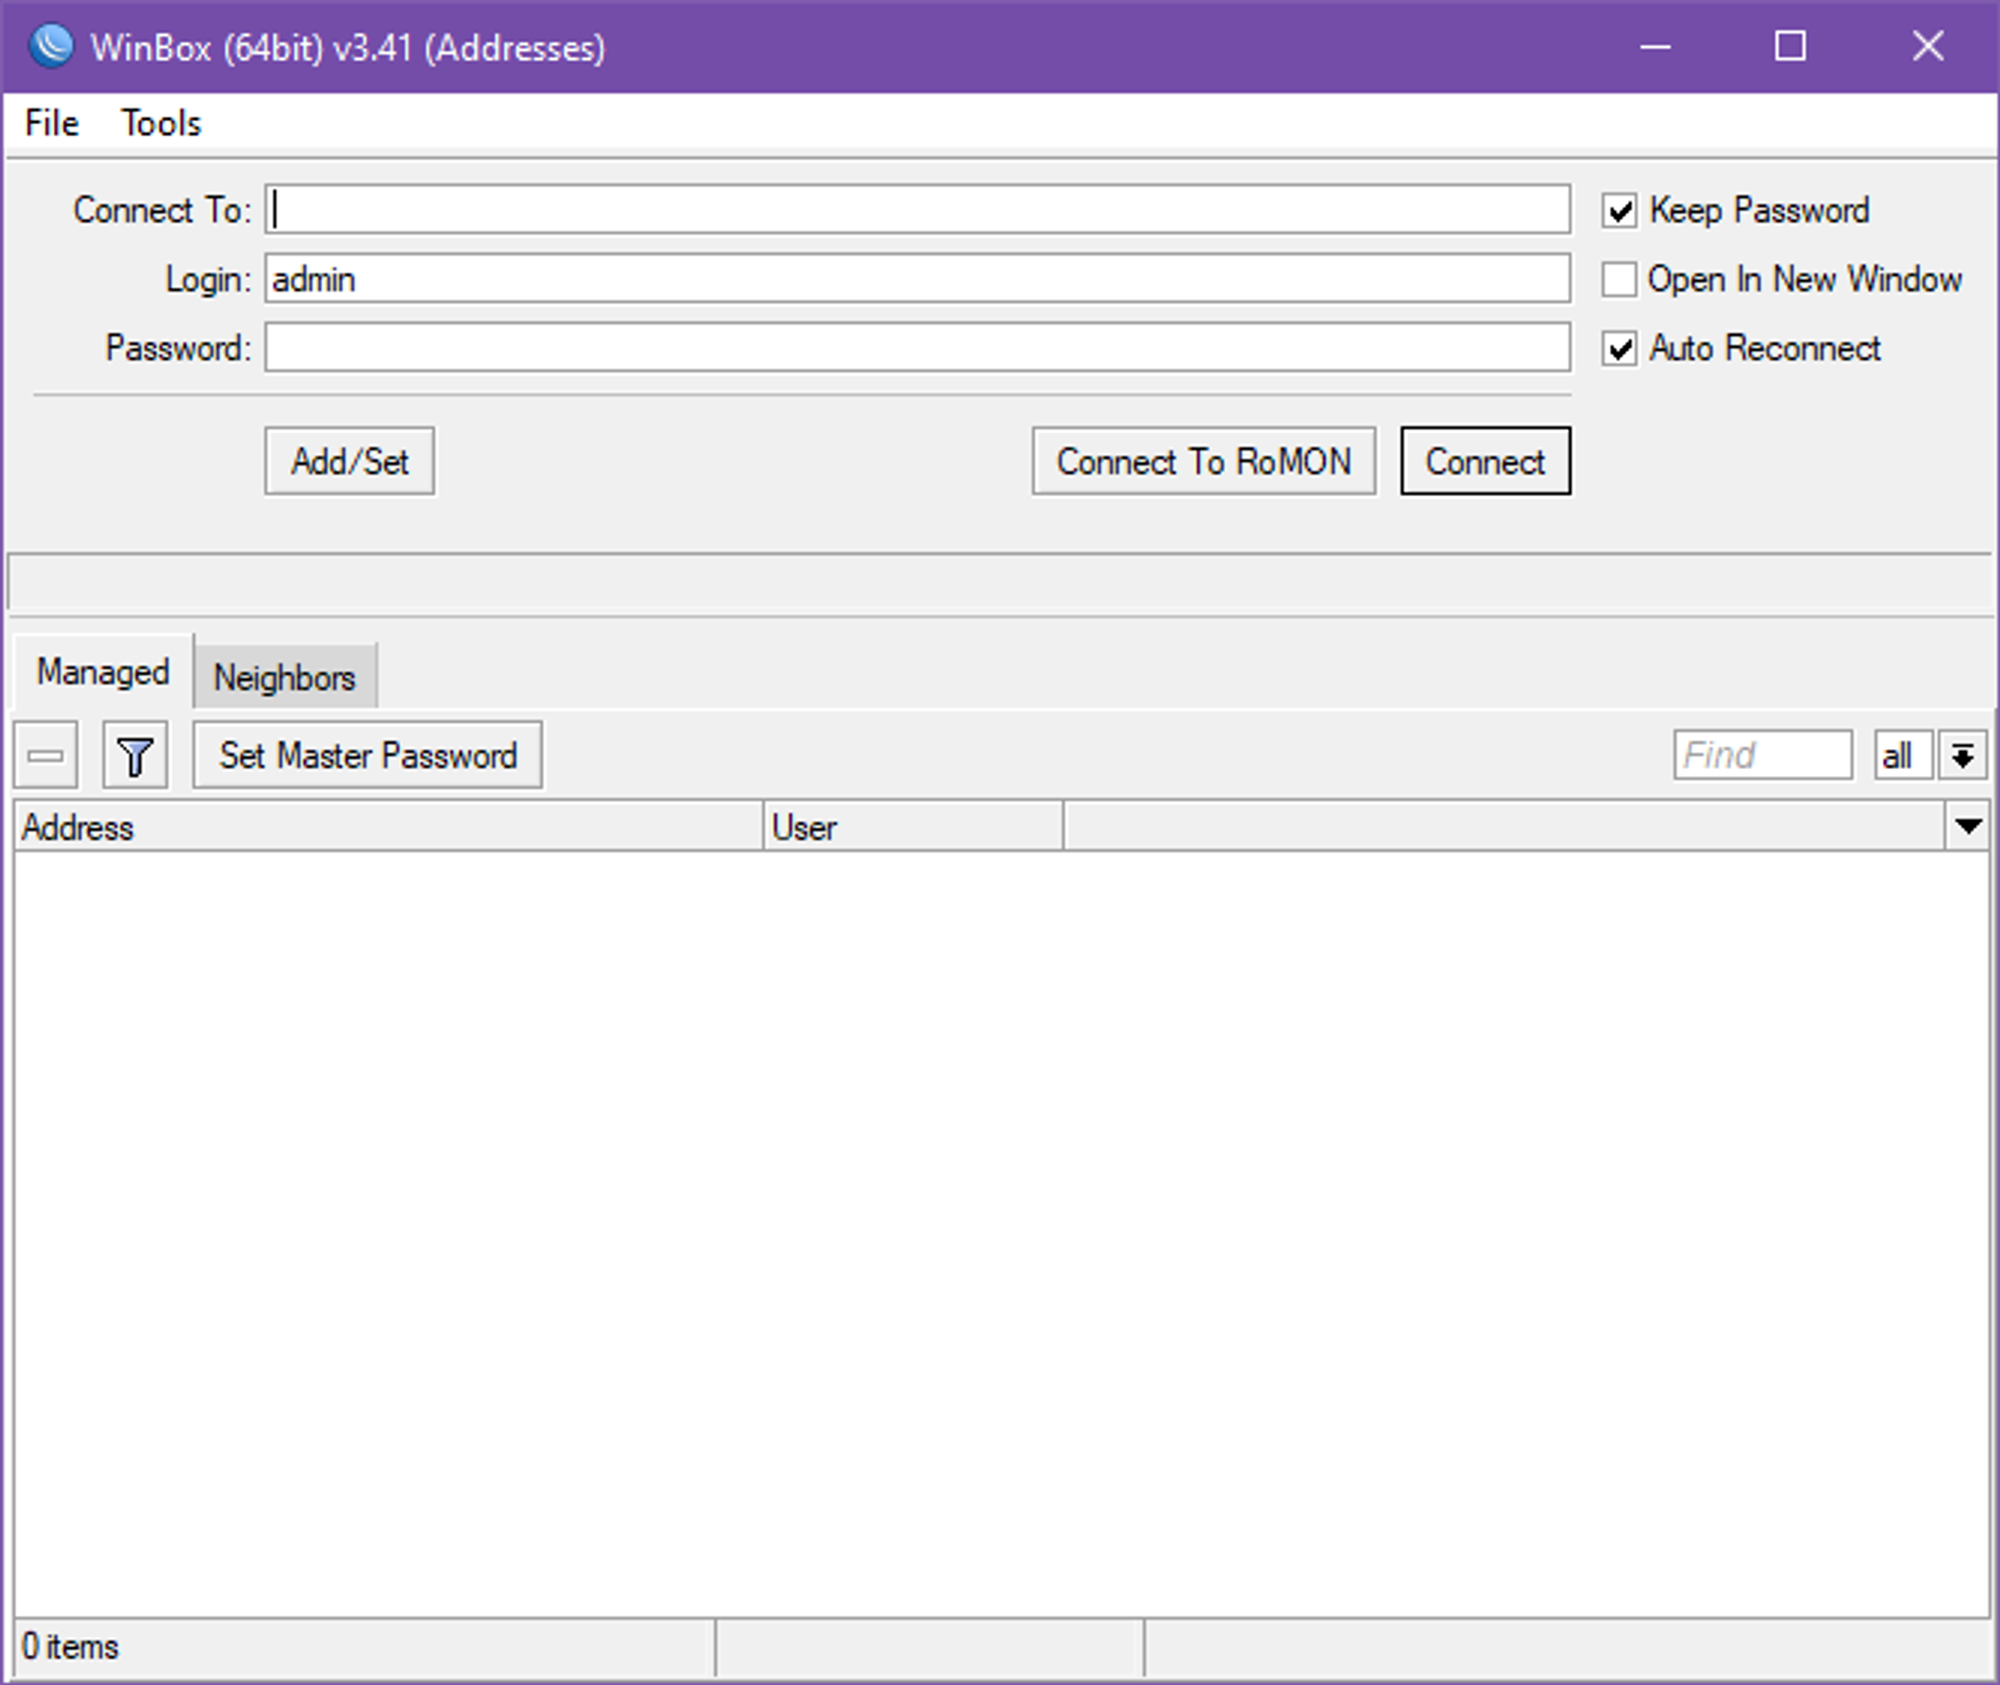 WinBox (64bit) v3.41 (Addresses)
File Tools
Connect To: Keep Password
Login: admin Open In New Window
Password: Auto Reconnect
Add/Set Connect To RoMON Connect
Managed Neighbors
Set Master Password Find all
Address User
0 items